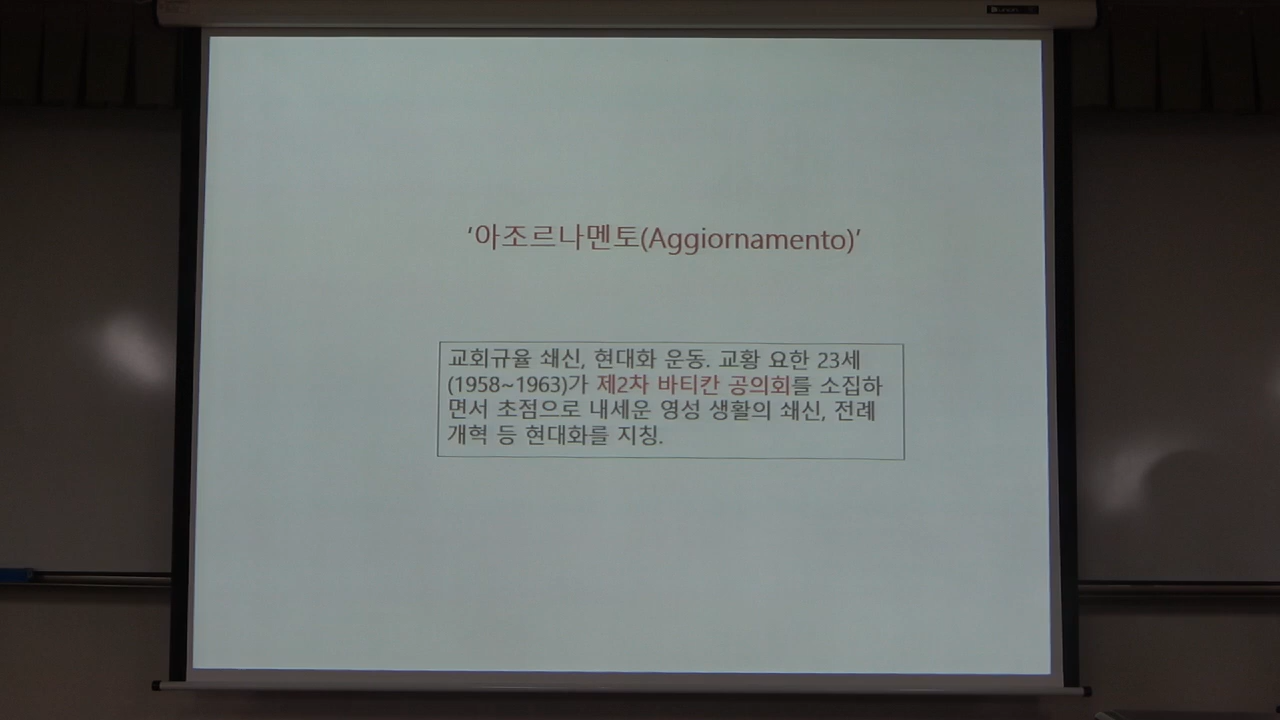 ‘아조르나멘토(Aggiornamento)’
교회규율 쇄신, 현대화 운동. 교황 요한 23세
(1958~1963)가 제2차 바티칸 공의회를 소집하
면서 초점으로 내세운 영성 생활의 쇄신, 전례
개혁 등 현대화를 지칭.